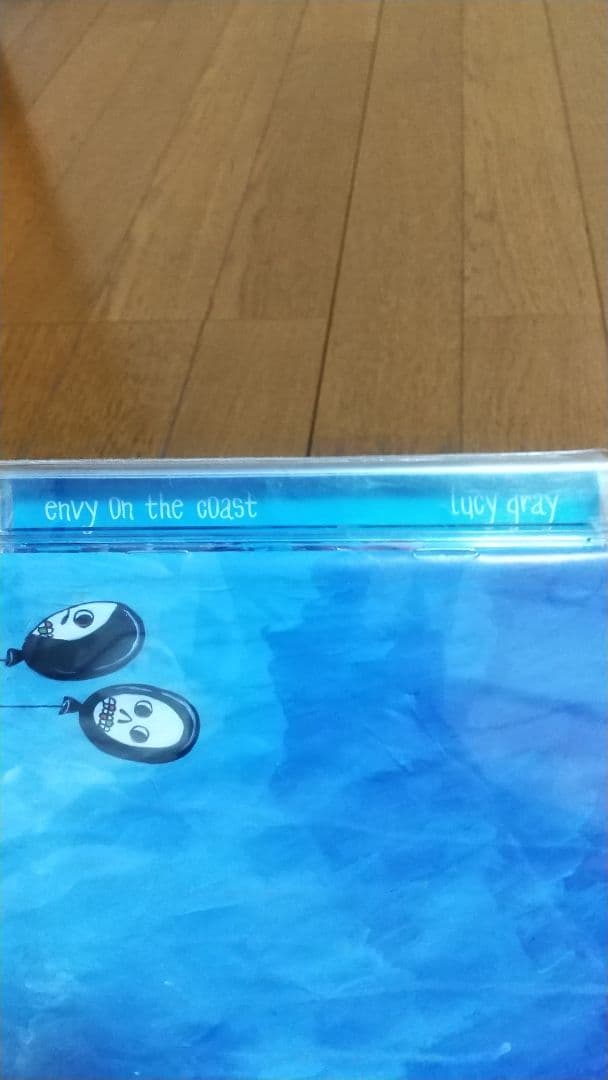 envy on the coast
lucy gray